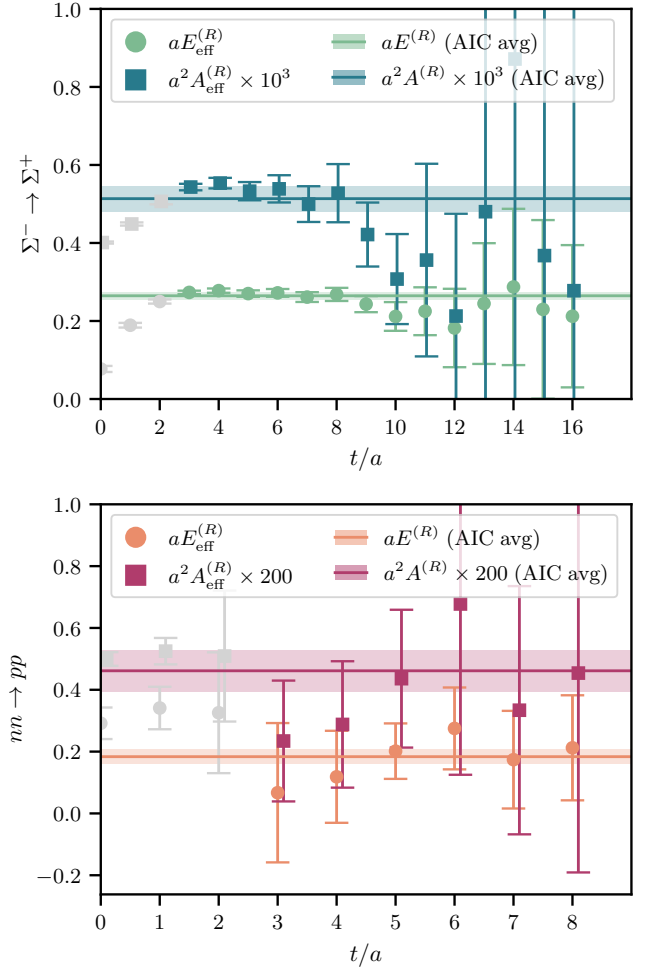 1.0
0.8
0.6
0.4
0.2
0.0
Σ⁻ → Σ⁺
aE_eff^(R)
a²A_eff^(R) × 10³
aE^(R) (AIC avg)
a²A^(R) × 10³ (AIC avg)
0 2 4 6 8 10 12 14 16
t/a
1.0
0.8
0.6
0.4
0.2
0.0
−0.2
nn → pp
aE_eff^(R)
a²A_eff^(R) × 200
aE^(R) (AIC avg)
a²A^(R) × 200 (AIC avg)
0 1 2 3 4 5 6 7 8
t/a